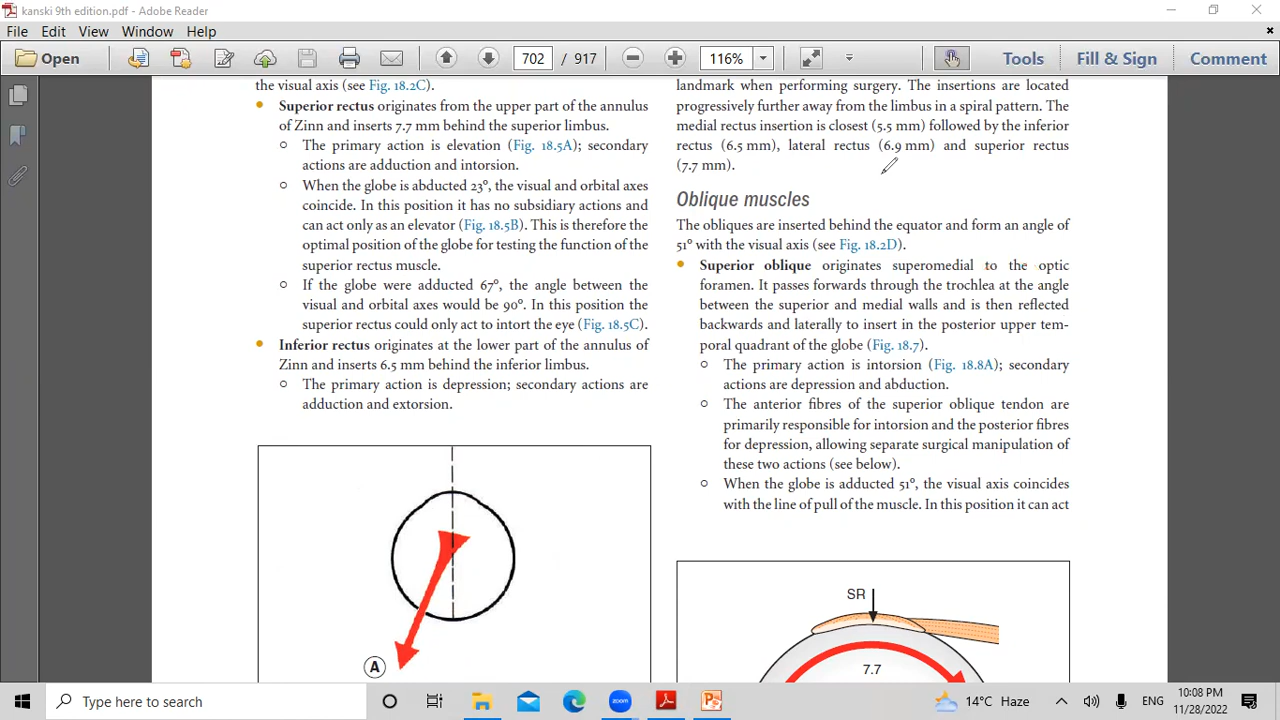 kanski 9th edition.pdf - Adobe Reader
File Edit View Window Help
Open 702 / 917 116% Tools Fill & Sign Comment
the visual axis (see Fig. 18.2C).
• Superior rectus originates from the upper part of the annulus
of Zinn and inserts 7.7 mm behind the superior limbus.
○ The primary action is elevation (Fig. 18.5A); secondary
actions are adduction and intorsion.
○ When the globe is abducted 23°, the visual and orbital axes
coincide. In this position it has no subsidiary actions and
can act only as an elevator (Fig. 18.5B). This is therefore the
optimal position of the globe for testing the function of the
superior rectus muscle.
○ If the globe were adducted 67°, the angle between the
visual and orbital axes would be 90°. In this position the
superior rectus could only act to intort the eye (Fig. 18.5C).
• Inferior rectus originates at the lower part of the annulus of
Zinn and inserts 6.5 mm behind the inferior limbus.
○ The primary action is depression; secondary actions are
adduction and extorsion.
A
landmark when performing surgery. The insertions are located
progressively further away from the limbus in a spiral pattern. The
medial rectus insertion is closest (5.5 mm) followed by the inferior
rectus (6.5 mm), lateral rectus (6.9 mm) and superior rectus
(7.7 mm).
Oblique muscles
The obliques are inserted behind the equator and form an angle of
51° with the visual axis (see Fig. 18.2D).
• Superior oblique originates superomedial to the optic
foramen. It passes forwards through the trochlea at the angle
between the superior and medial walls and is then reflected
backwards and laterally to insert in the posterior upper tem-
poral quadrant of the globe (Fig. 18.7).
○ The primary action is intorsion (Fig. 18.8A); secondary
actions are depression and abduction.
○ The anterior fibres of the superior oblique tendon are
primarily responsible for intorsion and the posterior fibres
for depression, allowing separate surgical manipulation of
these two actions (see below).
○ When the globe is adducted 51°, the visual axis coincides
with the line of pull of the muscle. In this position it can act
SR
7.7
Type here to search
zoom
14°C Haze
ENG
10:08 PM
11/28/2022